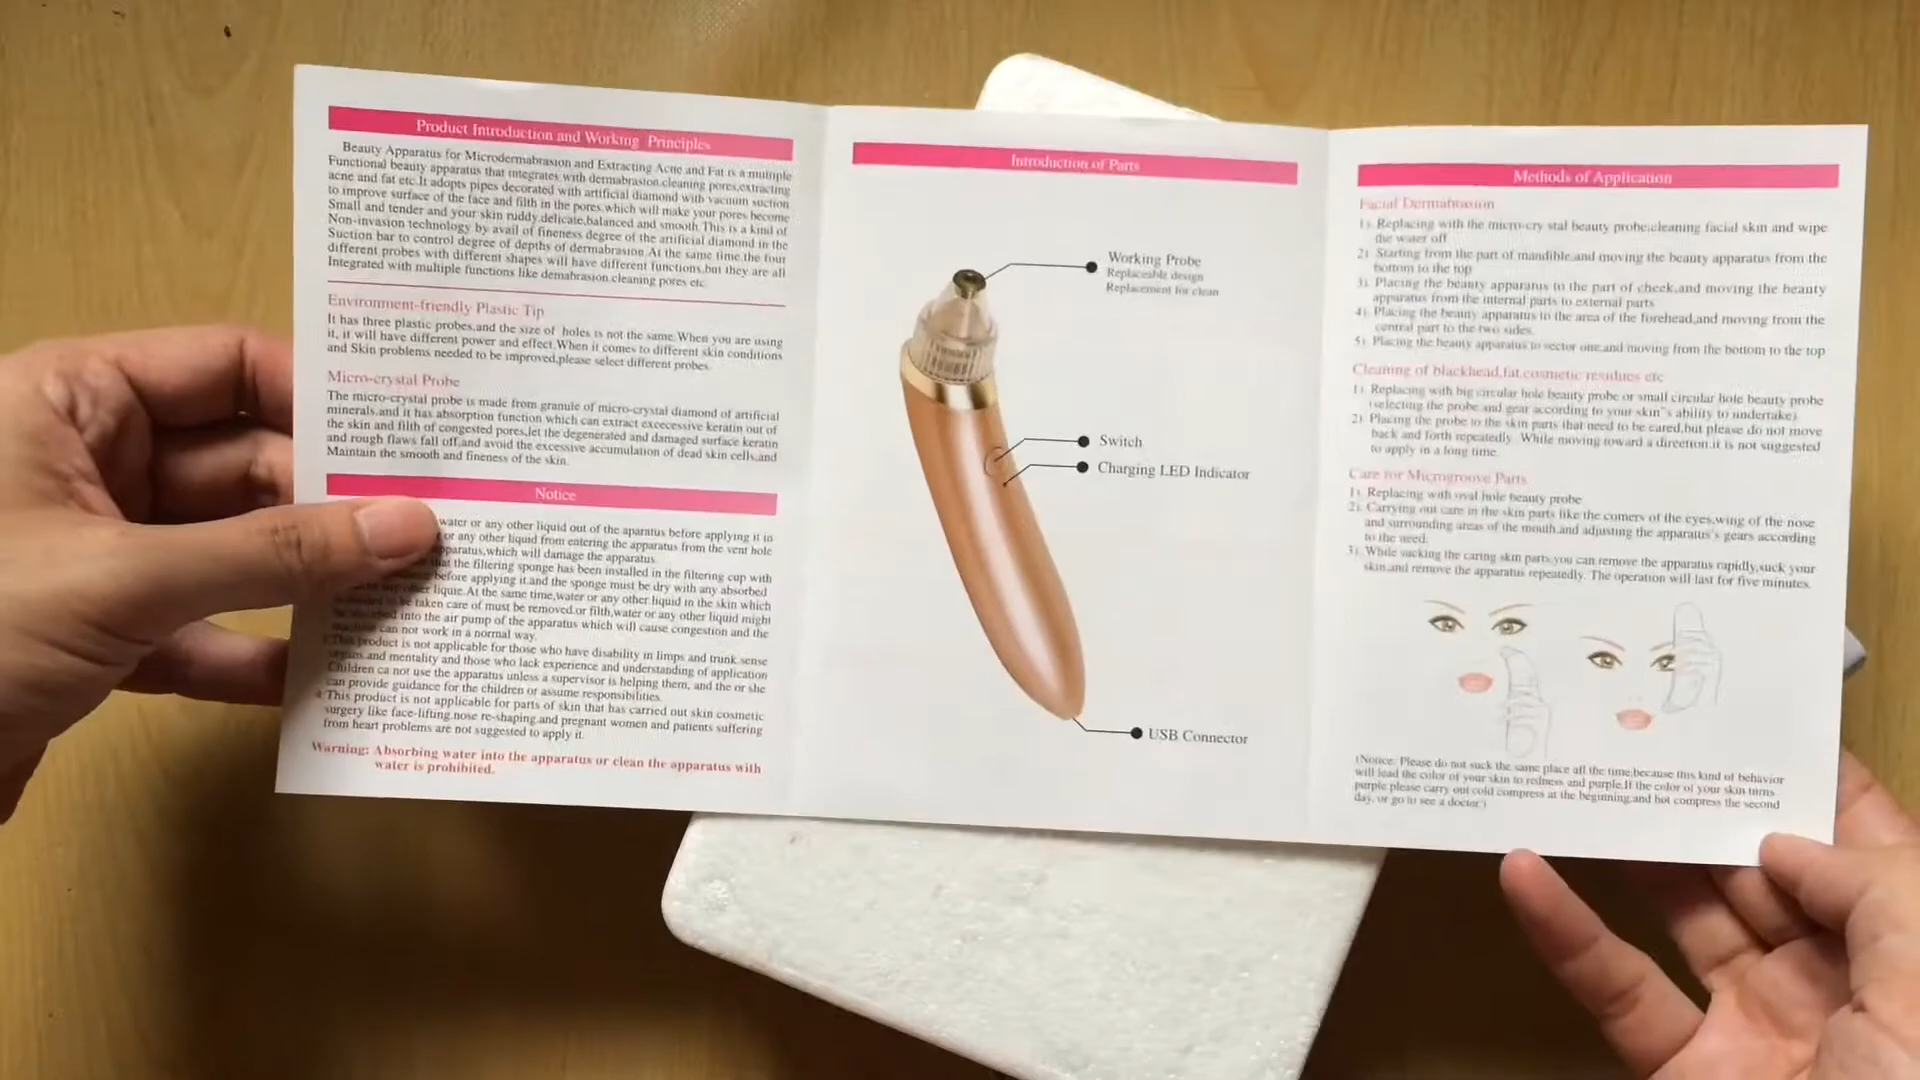 Product Introduction and Working Principles
Beauty Apparatus for Microdermabrasion and Extracting Acne and Fat is a multiple
Functional beauty apparatus that integrates with dermabrasion,cleaning pores,extracting
acne and fat etc.It adopts pipes decorated with artificial diamond with vacuum suction
to improve surface of the face and filth in the pores,which will make your pores become
Small and tender and your skin ruddy,delicate,balanced and smooth.This is a kind of
Non-invasion technology by avail of fineness degree of the artificial diamond in the
Suction bar to control degree of depths of dermabrasion.At the same time,the four
different probes with different shapes will have different functions,but they are all
Integrated with multiple functions like demabrasion,cleaning pores etc.
Environment-friendly Plastic Tip
It has three plastic probes,and the size of holes is not the same.When you are using
it, it will have different power and effect.When it comes to different skin conditions
and Skin problems needed to be improved,please select different probes.
Micro-crystal Probe
The micro-crystal probe is made from granule of micro-crystal diamond of artificial
minerals,and it has absorption function which can extract excecessive keratin out of
the skin and filth of congested pores,let the degenerated and damaged surface keratin
and rough flaws fall off,and avoid the excessive accumulation of dead skin cells,and
Maintain the smooth and fineness of the skin.
Notice
water or any other liquid out of the aparatus before applying it to
or any other liquid from entering the apparatus from the vent hole
apparatus,which will damage the apparatus.
that the filtering sponge has been installed in the filtering cup with
before applying it.and the sponge must be dry with any absorbed
liquie.At the same time,water or any other liquid in the skin which
be taken care of must be removed.or filth,water or any other liquid might
into the air pump of the apparatus which will cause congestion and the
can not work in a normal way.
This product is not applicable for those who have disability in limps and trunk.sense
and mentality and those who lack experience and understanding of application
Children ca not use the apparatus unless a supervisor is helping them, and the or she
can provide guidance for the children or assume responsibilities.
4 This product is not applicable for parts of skin that has carried out skin cosmetic
surgery like face-lifting,nose re-shaping,and pregnant women and patients suffering
from heart problems are not suggested to apply it.
Warning: Absorbing water into the apparatus or clean the apparatus with
water is prohibited.
Introduction of Parts
Working Probe
Replaceable design
Replacement for clean
Switch
Charging LED Indicator
USB Connector
Methods of Application
Facial Dermabrasion
1). Replacing with the micro-cry stal beauty probe,cleaning facial skin and wipe
the water off
2). Starting from the part of mandible,and moving the beauty apparatus from the
bottom to the top
3). Placing the beauty apparatus to the part of cheek,and moving the beauty
apparatus from the internal parts to external parts
4). Placing the beauty apparatus to the area of the forehead,and moving from the
central part to the two sides.
5). Placing the beauty apparatus to sector one,and moving from the bottom to the top
Cleaning of blackhead,fat,cosmetic residues etc
1). Replacing with big circular hole beauty probe or small circular hole beauty probe
(selecting the probe and gear according to your skin"s ability to undertake).
2). Placing the probe to the skin parts that need to be eared,but please do not move
back and forth repeatedly. While moving toward a direction,it is not suggested
to apply in a long time.
Care for Microgroove Parts
1). Replacing with oval hole beauty probe
2). Carrying out care in the skin parts like the comers of the eyes,wing of the nose
and surrounding areas of the mouth,and adjusting the apparatus's gears according
to the need.
3). While sucking the caring skin parts,you can remove the apparatus rapidly,suck your
skin,and remove the apparatus repeatedly. The operation will last for five minutes.
(Notice: Please do not suck the same place all the time,because this kind of behavior
will lead the color of your skin to redness and purple.If the color of your skin turns
purple,please carry out cold compress at the beginning,and hot compress the second
day, or go to see a doctor.)